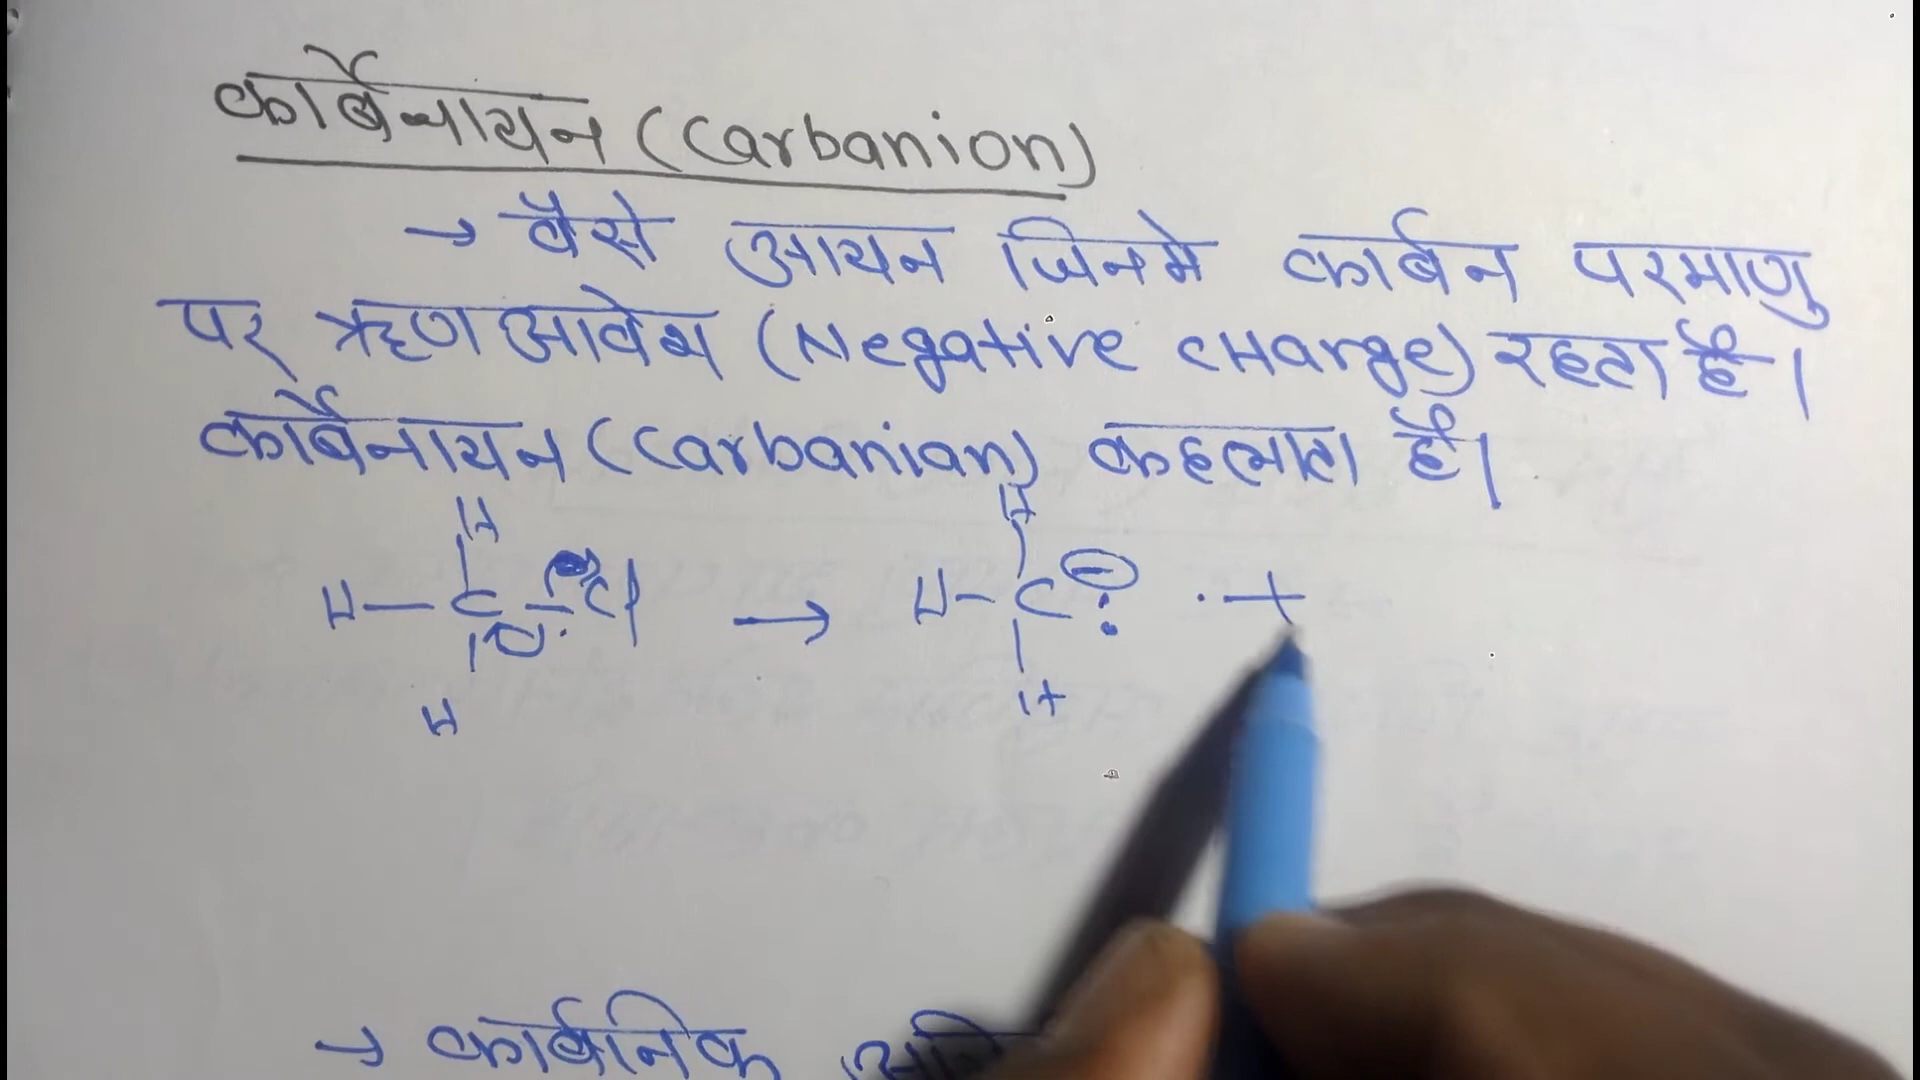 कार्बेनायन (Carbanion)
→ वैसे आयन जिनमे कार्बन परमाणु
पर ऋण आवेश (Negative cHarge) रहता है।
कार्बेनायन (Carbanian) कहलाता है।
H H
H — C — Cl → H – C ⊖ : +
H H
→ कार्बनिक